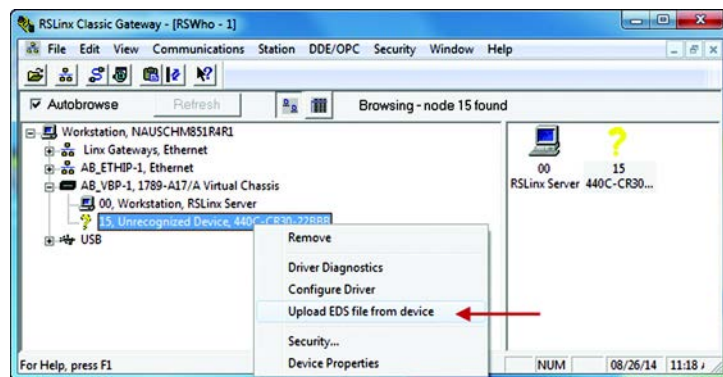 RSLinx Classic Gateway - [RSWho - 1]
File Edit View Communications Station DDE/OPC Security Window Help
Autobrowse Refresh Browsing - node 15 found
Workstation, NAUSCHM851R4R1
Linx Gateways, Ethernet
AB_ETHIP-1, Ethernet
AB_VBP-1, 1789-A17/A Virtual Chassis
00, Workstation, RSLinx Server
15, Unrecognized Device, 440C-CR30-22BBB
USB
00
RSLinx Server
15
440C-CR30...
Remove
Driver Diagnostics
Configure Driver
Upload EDS file from device
Security...
Device Properties
For Help, press F1
NUM 08/26/14 11:18